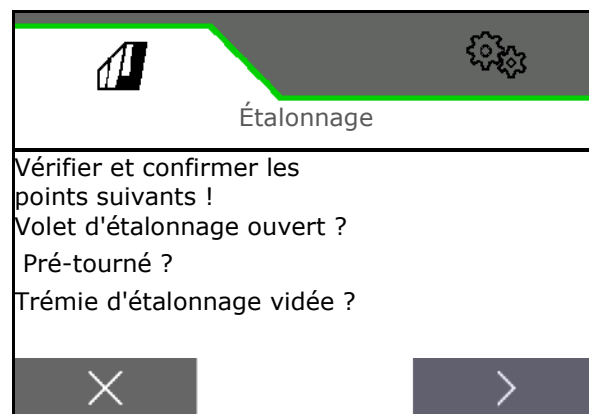 Étalonnage
Vérifier et confirmer les
points suivants !
Volet d'étalonnage ouvert ?
Pré-tourné ?
Trémie d'étalonnage vidée ?